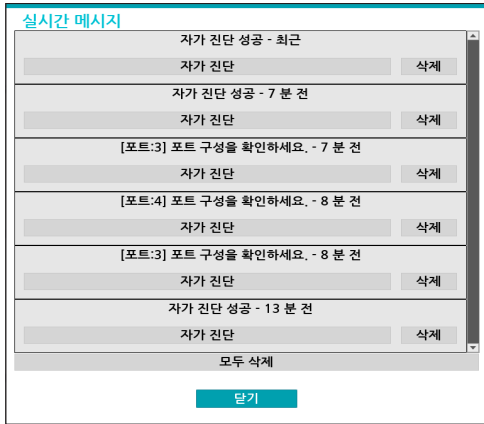 실시간 메시지
자가 진단 성공 - 최근
자가 진단 삭제
자가 진단 성공 - 7 분 전
자가 진단 삭제
[포트:3] 포트 구성을 확인하세요. - 7 분 전
자가 진단 삭제
[포트:4] 포트 구성을 확인하세요. - 8 분 전
자가 진단 삭제
[포트:3] 포트 구성을 확인하세요. - 8 분 전
자가 진단 삭제
자가 진단 성공 - 13 분 전
자가 진단 삭제
모두 삭제
닫기